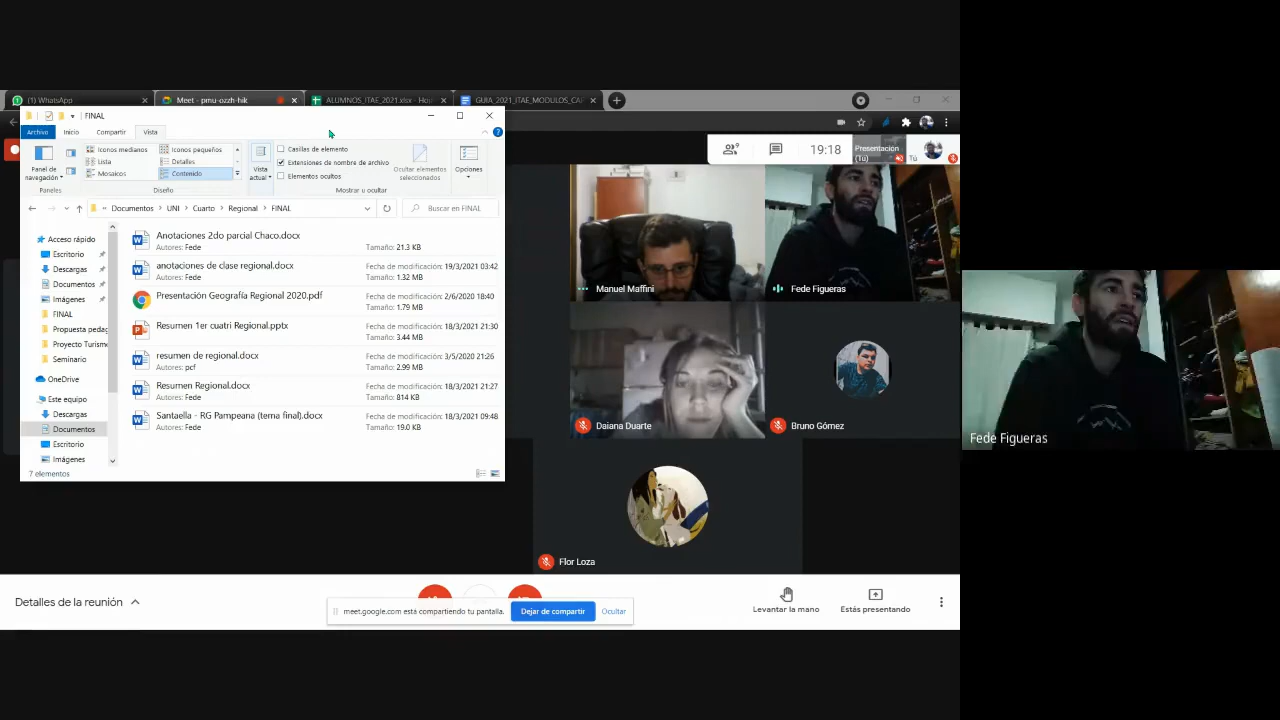 (1) WhatsApp
Meet - pmu-ozzh-hik
ALUMNOS_ITAE_2021.xlsx - Ho
GUIA_2021_ITAE_MODULOS_CA
FINAL
Archivo Inicio Compartir Vista
Panel de navegación
Paneles
Iconos medianos
Iconos pequeños
Lista
Detalles
Mosaicos
Contenido
Diseño
Vista actual
Casillas de elemento
Extensiones de nombre de archivo
Elementos ocultos
Ocultar elementos seleccionados
Mostrar u ocultar
Opciones
Documentos > UNI > Cuarto > Regional > FINAL
Buscar en FINAL
Acceso rápido
Escritorio
Descargas
Documentos
Imágenes
FINAL
Propuesta pedag
Proyecto Turism
Seminario
OneDrive
Este equipo
Descargas
Documentos
Escritorio
Imágenes
Anotaciones 2do parcial Chaco.docx
Autores: Fede
Tamaño: 21.3 KB
anotaciones de clase regional.docx
Fecha de modificación: 19/3/2021 03:42
Autores: Fede
Tamaño: 1.32 MB
Presentación Geografía Regional 2020.pdf
Fecha de modificación: 2/6/2020 18:40
Tamaño: 1.79 MB
Resumen 1er cuatri Regional.pptx
Fecha de modificación: 18/3/2021 21:30
Tamaño: 3.44 MB
resumen de regional.docx
Fecha de modificación: 3/5/2020 21:26
Autores: pcf
Tamaño: 2.99 MB
Resumen Regional.docx
Fecha de modificación: 18/3/2021 21:27
Autores: Fede
Tamaño: 814 KB
Santaella - RG Pampeana (tema final).docx
Fecha de modificación: 18/3/2021 09:48
Autores: Fede
Tamaño: 19.0 KB
7 elementos
9
19:18
Presentación (Tú)
Tú
Manuel Maffini
Fede Figueras
Daiana Duarte
Bruno Gómez
Flor Loza
Fede Figueras
Detalles de la reunión
meet.google.com está compartiendo tu pantalla.
Dejar de compartir
Ocultar
Levantar la mano
Estás presentando